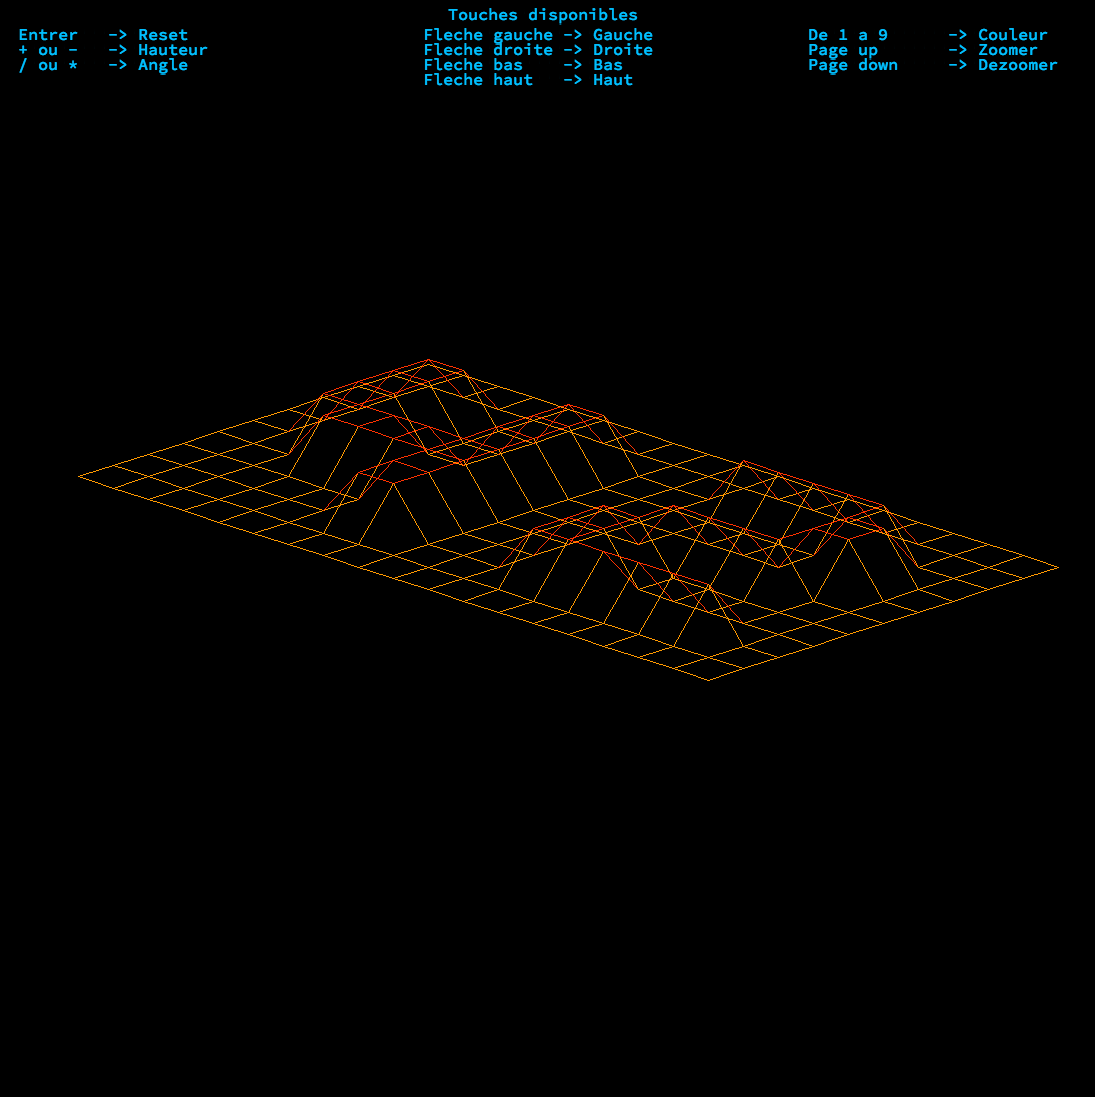 Touches disponibles
Entrer -> Reset
+ ou - -> Hauteur
/ ou * -> Angle
Fleche gauche -> Gauche
Fleche droite -> Droite
Fleche bas -> Bas
Fleche haut -> Haut
De 1 a 9 -> Couleur
Page up -> Zoomer
Page down -> Dezoomer